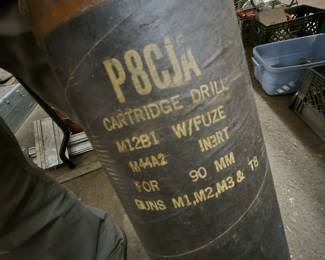 P8CJA
CARTRIDGE DRILL
M12B1 W/FUZE
M44A2 INERT
FOR 90 MM
GUNS M1,M2,M3 & T8